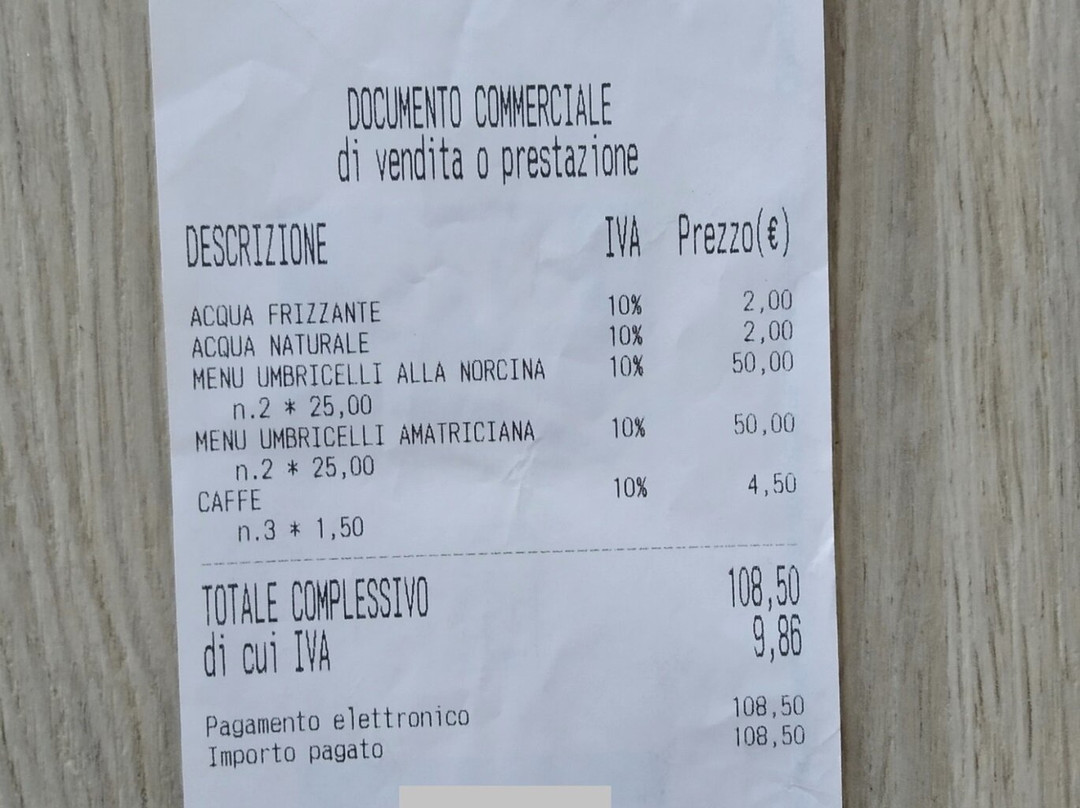 DOCUMENTO COMMERCIALE
di vendita o prestazione
DESCRIZIONE IVA Prezzo(€)
ACQUA FRIZZANTE 10% 2,00
ACQUA NATURALE 10% 2,00
MENU UMBRICELLI ALLA NORCINA 10% 50,00
n.2 * 25,00
MENU UMBRICELLI AMATRICIANA 10% 50,00
n.2 * 25,00
CAFFE 10% 4,50
n.3 * 1,50
TOTALE COMPLESSIVO 108,50
di cui IVA 9,86
Pagamento elettronico 108,50
Importo pagato 108,50